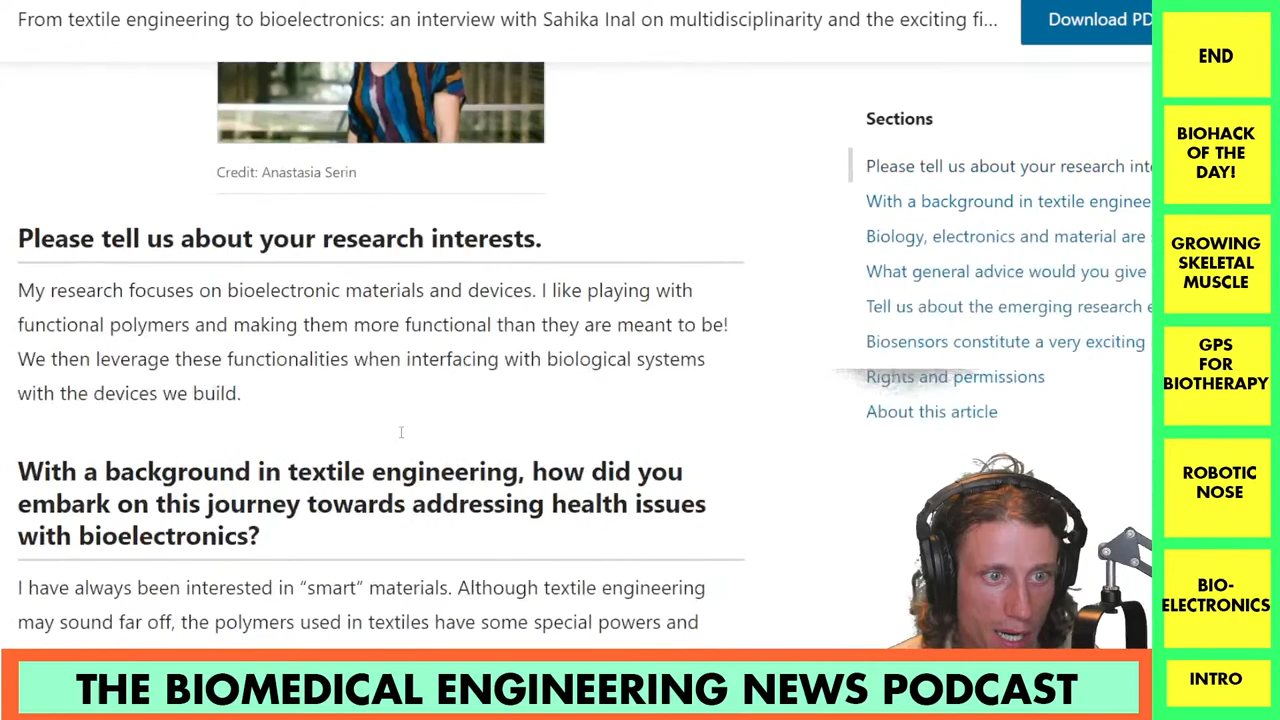 From textile engineering to bioelectronics: an interview with Sahika Inal on multidisciplinarity and the exciting fi...
Download PD
Credit: Anastasia Serin
Please tell us about your research interests.
My research focuses on bioelectronic materials and devices. I like playing with
functional polymers and making them more functional than they are meant to be!
We then leverage these functionalities when interfacing with biological systems
with the devices we build.
With a background in textile engineering, how did you
embark on this journey towards addressing health issues
with bioelectronics?
I have always been interested in “smart” materials. Although textile engineering
may sound far off, the polymers used in textiles have some special powers and
Sections
Please tell us about your research inte
With a background in textile enginee
Biology, electronics and material are
What general advice would you give
Tell us about the emerging research e
Biosensors constitute a very exciting
Rights and permissions
About this article
END
BIOHACK
OF THE
DAY!
GROWING
SKELETAL
MUSCLE
GPS
FOR
BIOTHERAPY
ROBOTIC
NOSE
BIO-
ELECTRONICS
INTRO
THE BIOMEDICAL ENGINEERING NEWS PODCAST